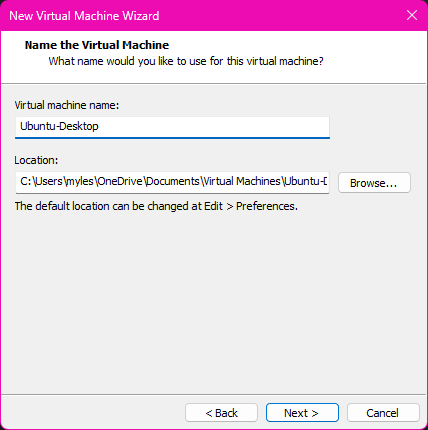 New Virtual Machine Wizard
Name the Virtual Machine
What name would you like to use for this virtual machine?
Virtual machine name:
Ubuntu-Desktop
Location:
C:\Users\myles\OneDrive\Documents\Virtual Machines\Ubuntu-D
Browse...
The default location can be changed at Edit > Preferences.
< Back
Next >
Cancel